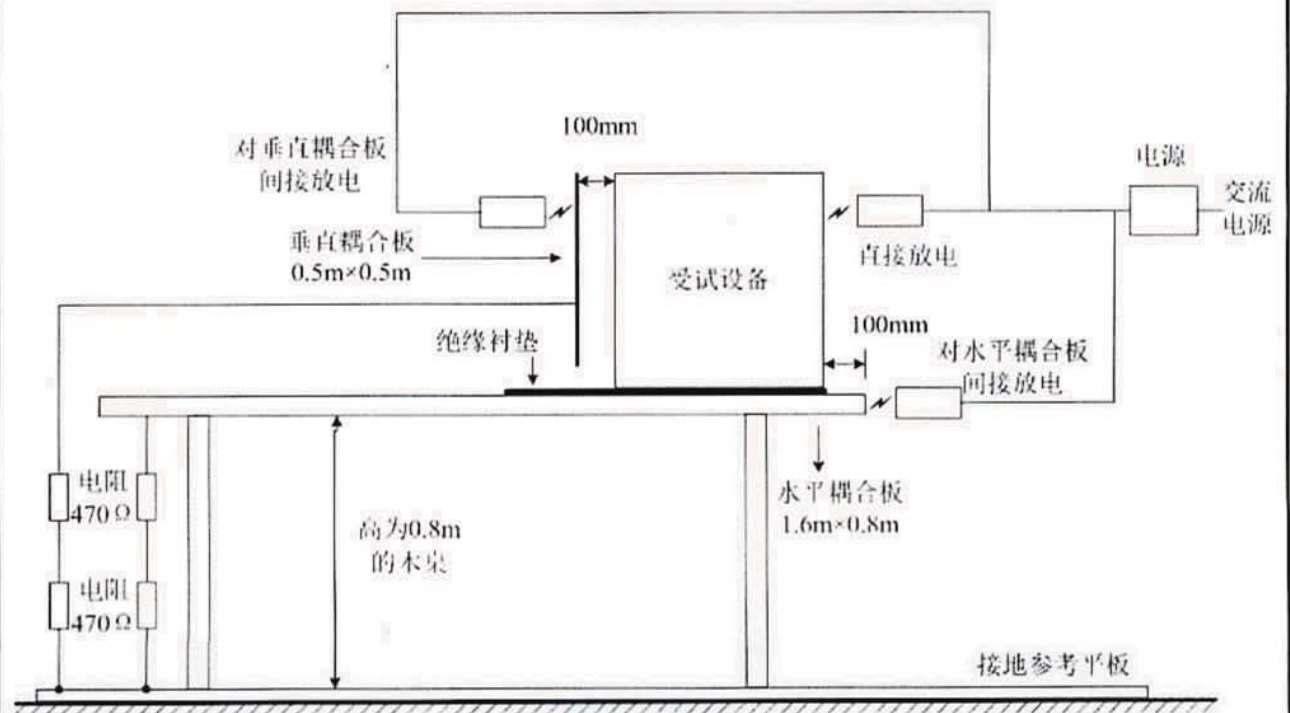 100mm
对垂直耦合板
间接放电
电源
交流
电源
垂直耦合板
0.5m×0.5m
直接放电
受试设备
100mm
绝缘衬垫
对水平耦合板
间接放电
电阻
470Ω
水平耦合板
1.6m×0.8m
高为0.8m
的木桌
电阻
470Ω
接地参考平板